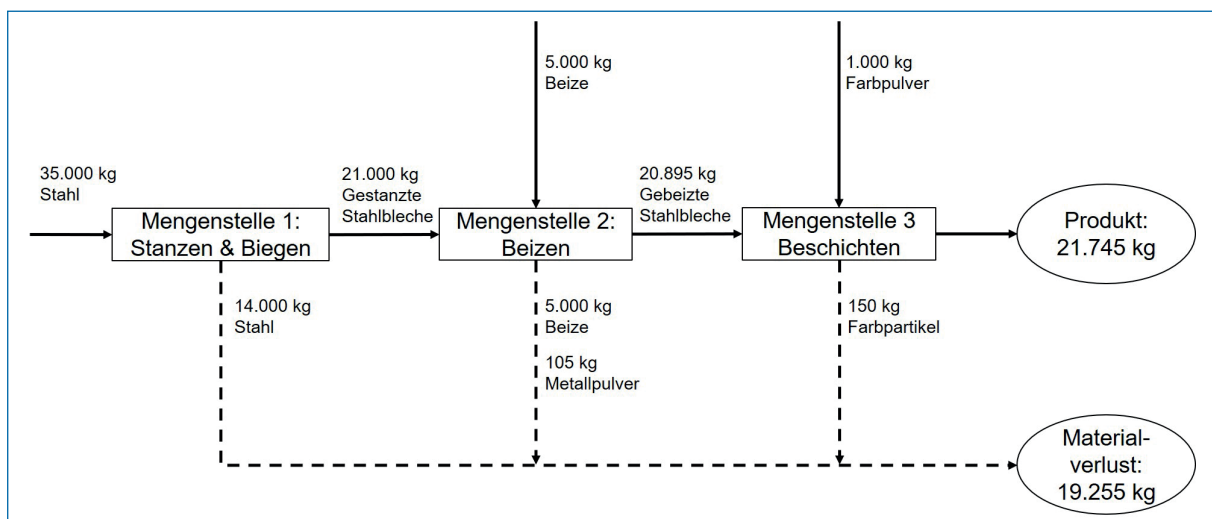 5.000 kg
Beize
1.000 kg
Farbpulver
35.000 kg
Stahl
21.000 kg
Gestanzte
Stahlbleche
20.895 kg
Gebeizte
Stahlbleche
Mengenstelle 1:
Stanzen & Biegen
Mengenstelle 2:
Beizen
Mengenstelle 3
Beschichten
Produkt:
21.745 kg
14.000 kg
Stahl
5.000 kg
Beize
105 kg
Metallpulver
150 kg
Farbpartikel
Material-
verlust:
19.255 kg